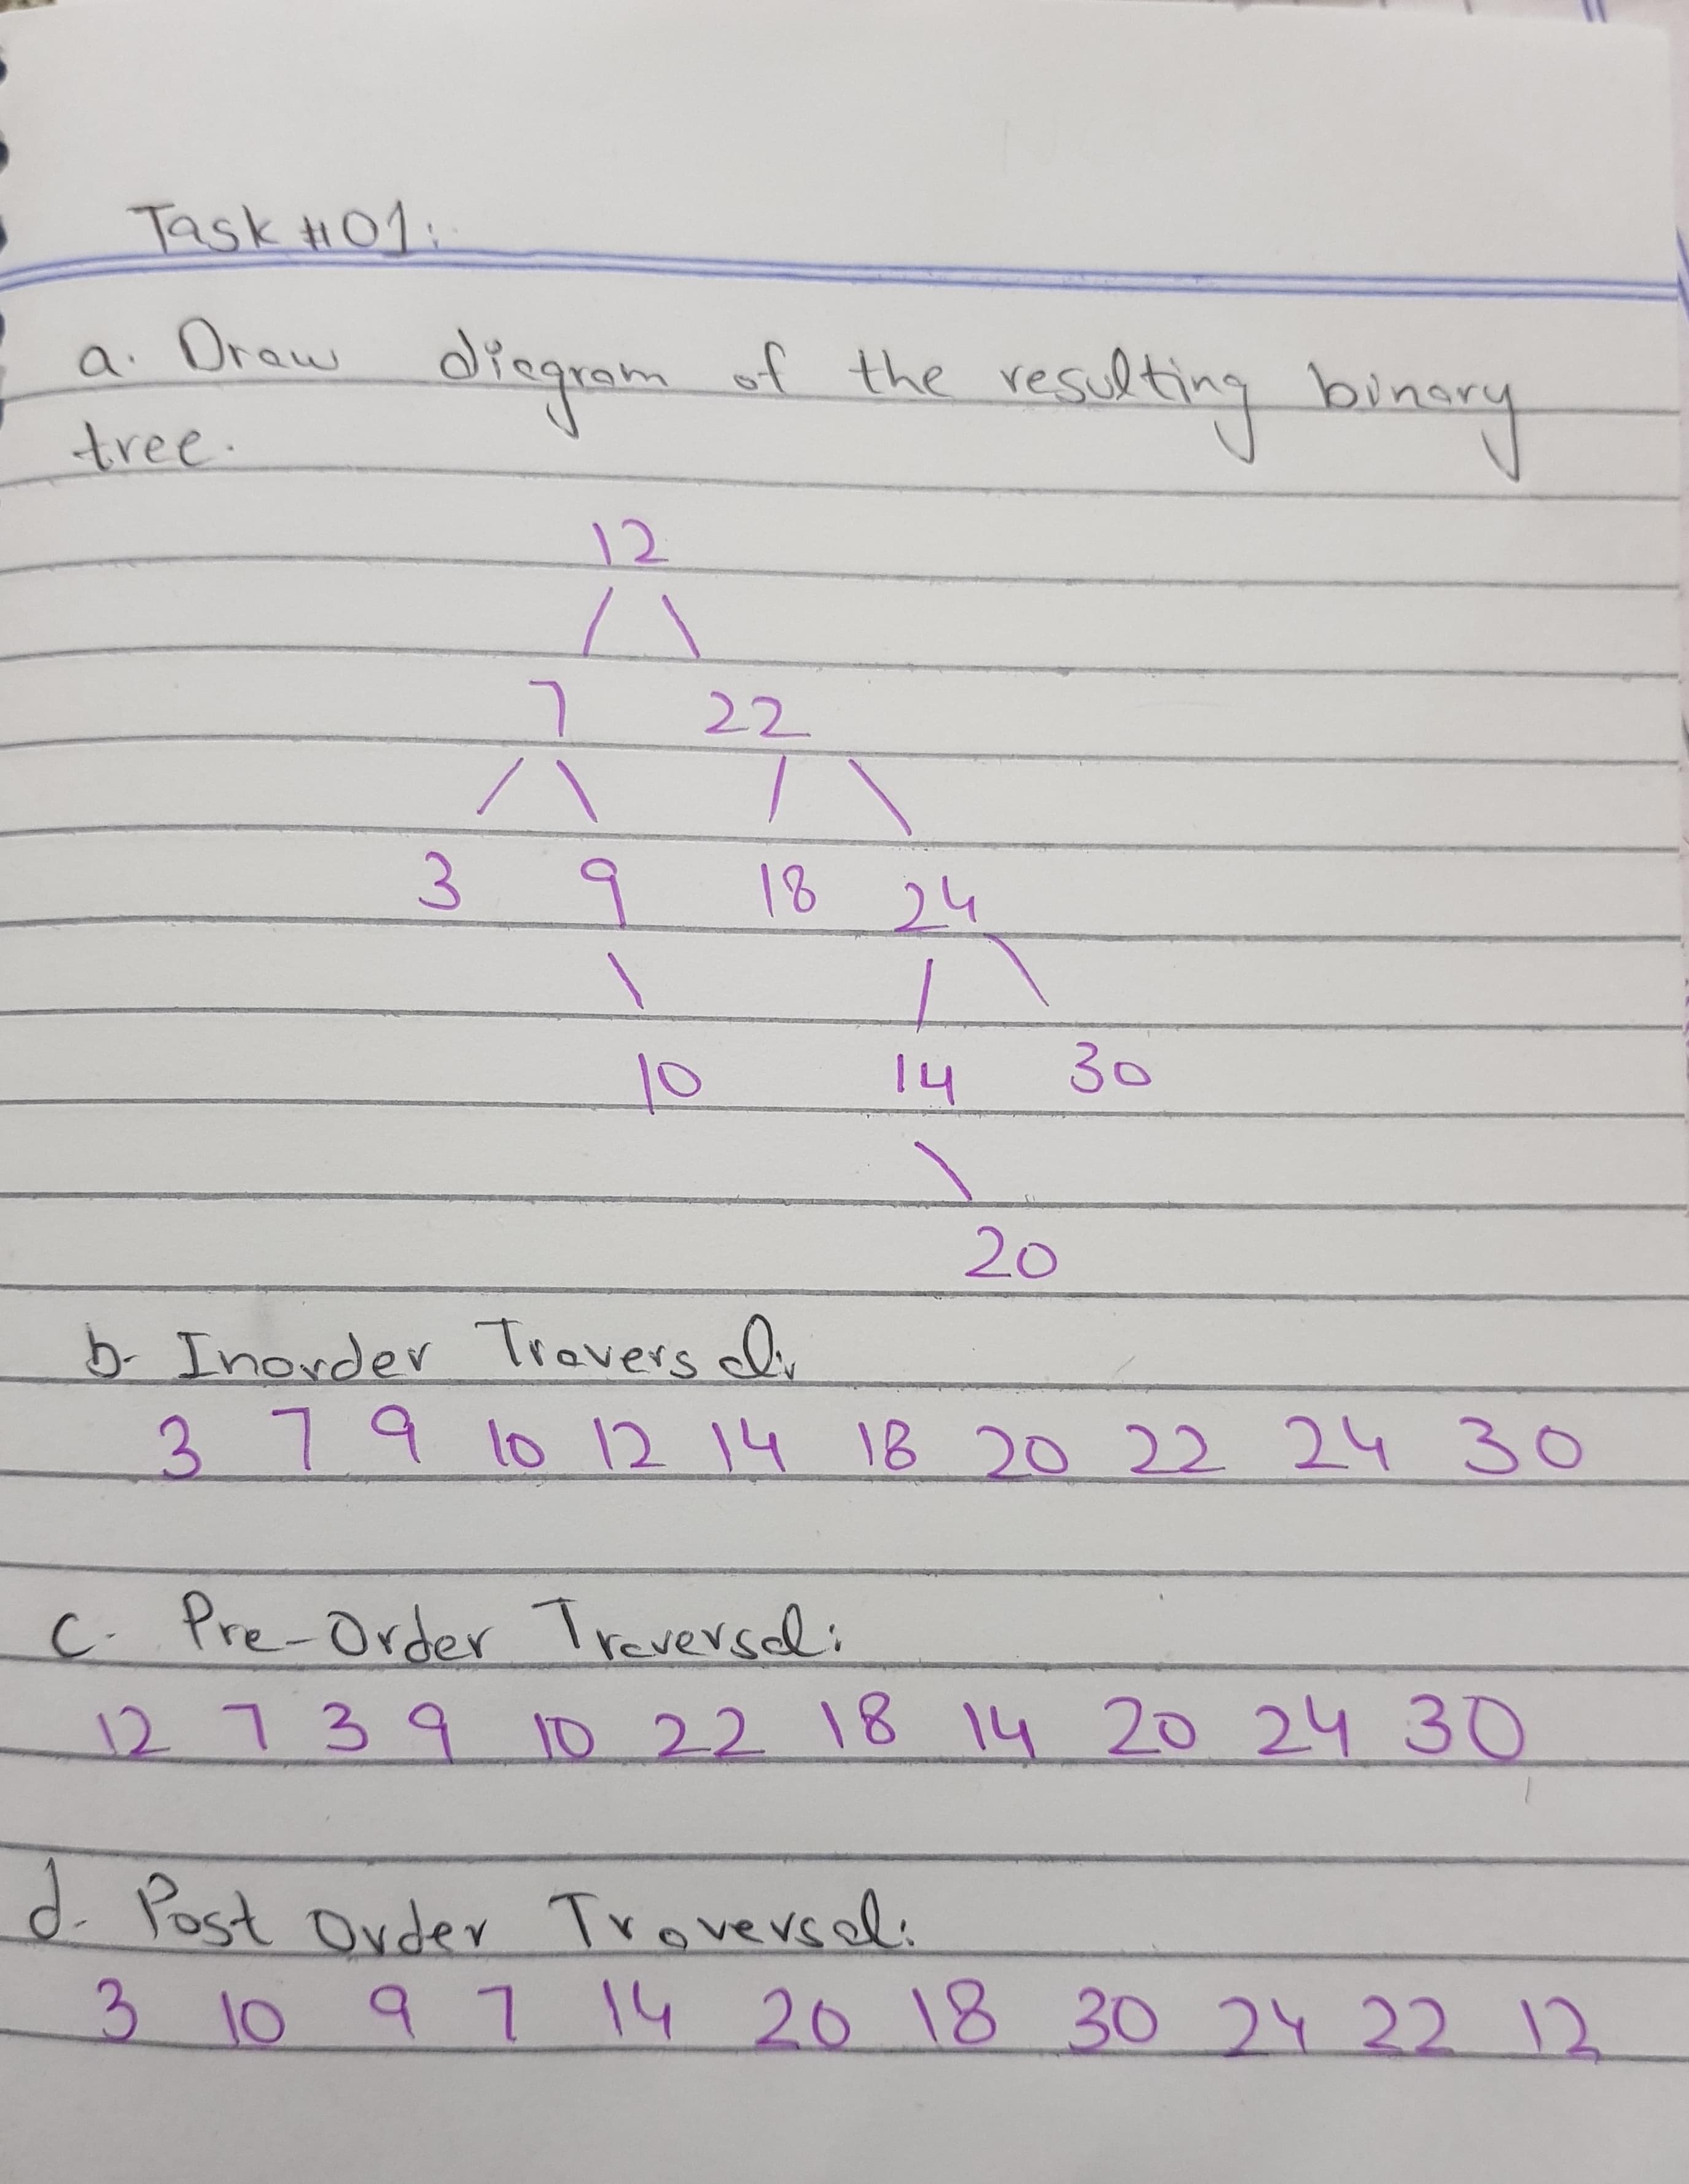 Task #01:
a. Draw diagram of the resulting binary
tree.
12
7 22
3 9 18 24
10 14 30
20
b. Inorder Traversal:
3 7 9 10 12 14 18 20 22 24 30
c. Pre-Order Traversal:
12 7 3 9 10 22 18 14 20 24 30
d. Post Order Traversal:
3 10 9 7 14 20 18 30 24 22 12